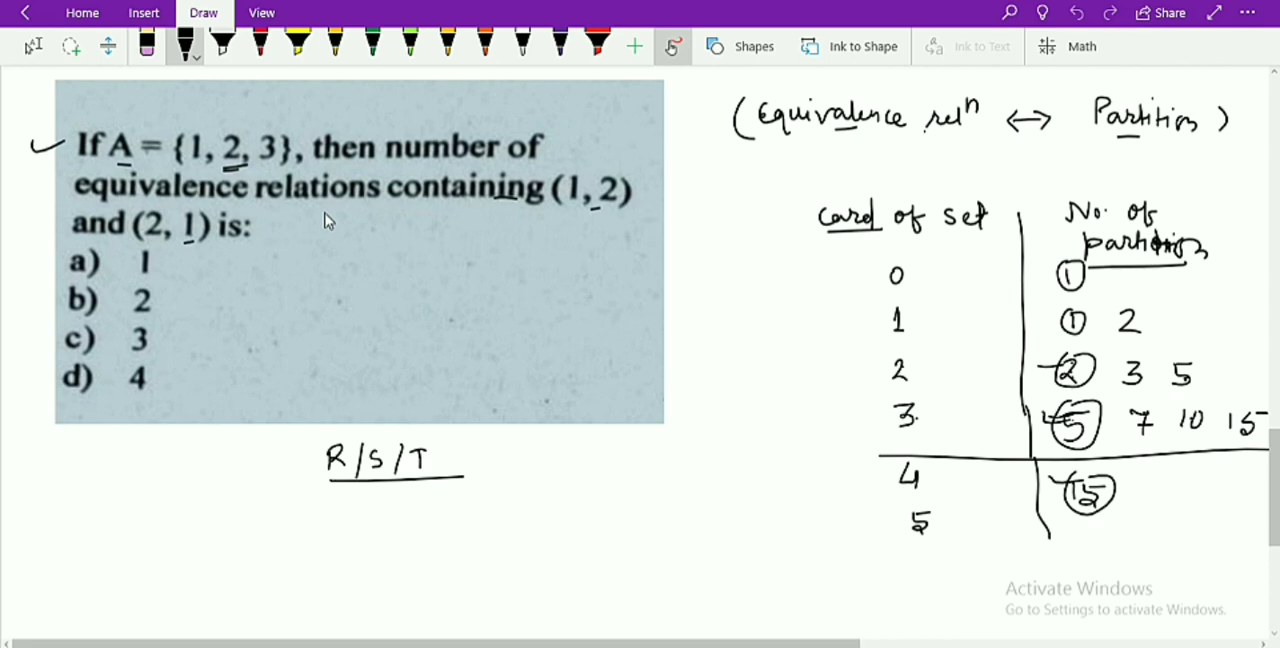 Home Insert Draw View Share
Shapes Ink to Shape Ink to Text Math
If A = {1, 2, 3}, then number of
equivalence relations containing (1, 2)
and (2, 1) is:
a) 1
b) 2
c) 3
d) 4
R/S/T
(Equivalence relⁿ ↔ Partition)
card of set No. of
partition
0 1
1 1 2
2 2 3 5
3 5 7 10 15
4 15
5
Activate Windows
Go to Settings to activate Windows.